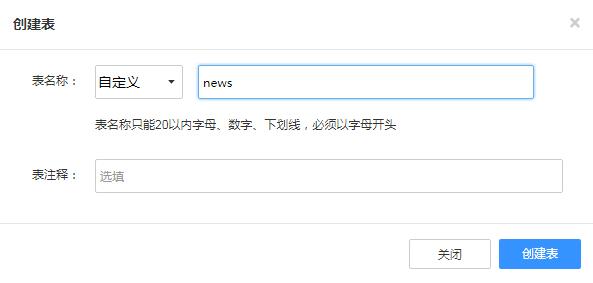 创建表
×
表名称： 自定义 news
表名称只能20以内字母、数字、下划线，必须以字母开头
表注释： 选填
关闭 创建表